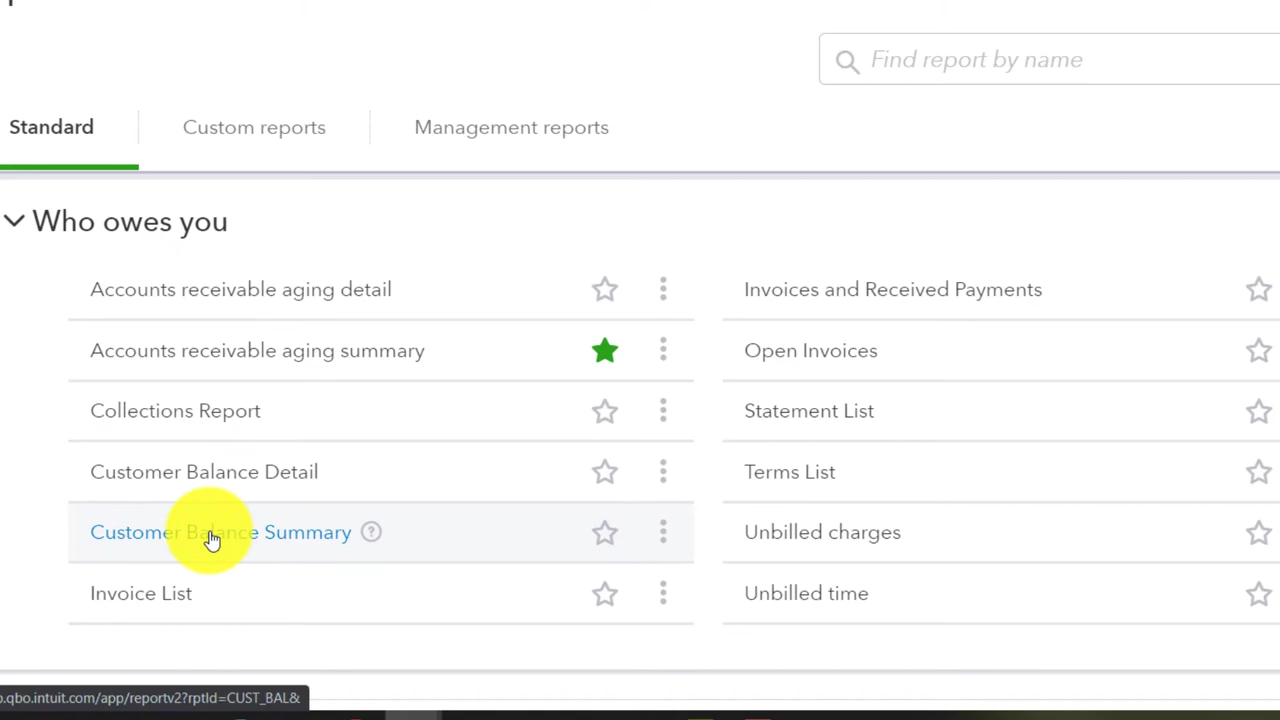 Find report by name
Standard
Custom reports
Management reports
Who owes you
Accounts receivable aging detail
Accounts receivable aging summary
Collections Report
Customer Balance Detail
Customer Balance Summary ?
Invoice List
Invoices and Received Payments
Open Invoices
Statement List
Terms List
Unbilled charges
Unbilled time
.qbo.intuit.com/app/reportv2?rptId=CUST_BAL&